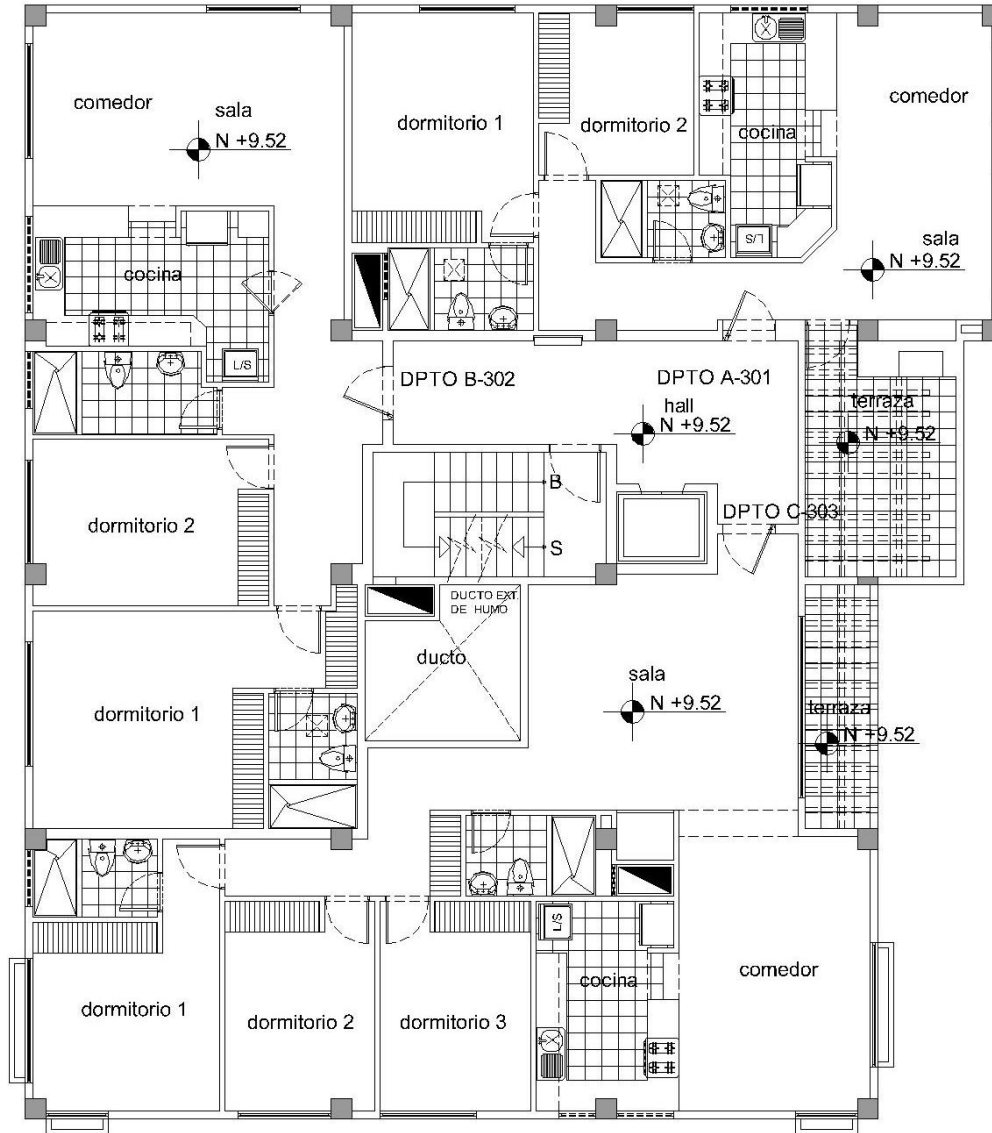 comedor
sala
N +9.52
dormitorio 1
dormitorio 2
cocina
comedor
sala
N +9.52
L/S
cocina
L/S
DPTO B-302
DPTO A-301
hall
N +9.52
terraza
N +9.52
B
S
DPTO C-303
dormitorio 2
DUCTO EXT.
DE HUMO
ducto
sala
N +9.52
terraza
N +9.52
dormitorio 1
L/S
cocina
comedor
dormitorio 1
dormitorio 2
dormitorio 3